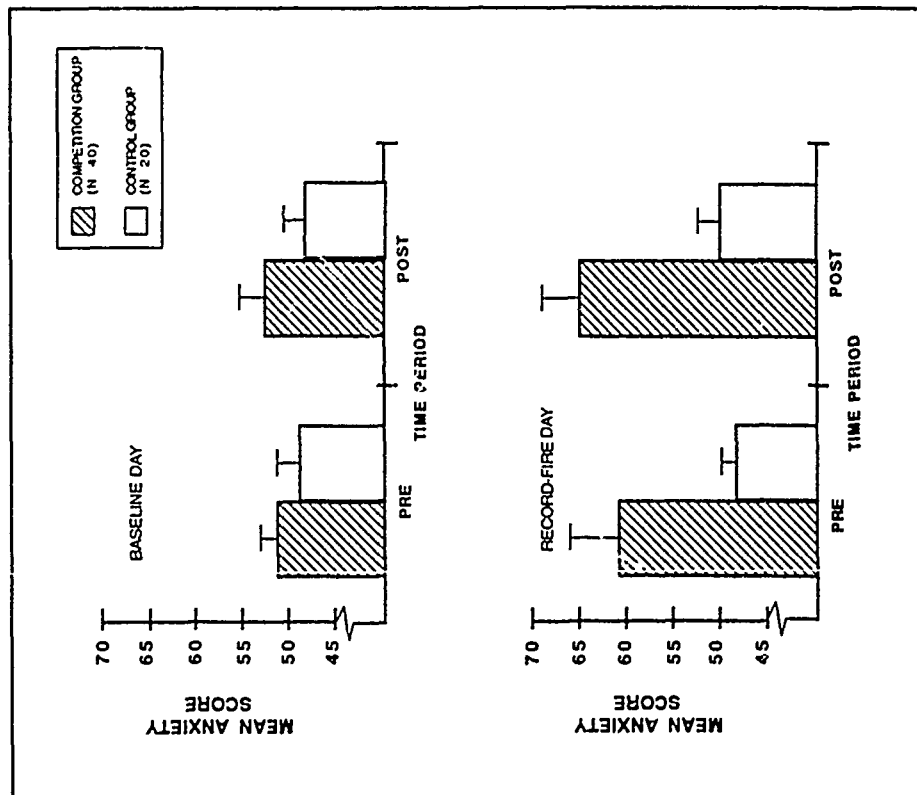 COMPETITION GROUP
(N 40)
CONTROL GROUP
(N 20)
BASELINE DAY
MEAN ANXIETY
SCORE
70
65
60
55
50
45
PRE
POST
TIME PERIOD
RECORD-FIRE DAY
MEAN ANXIETY
SCORE
70
65
60
55
50
45
PRE
POST
TIME PERIOD